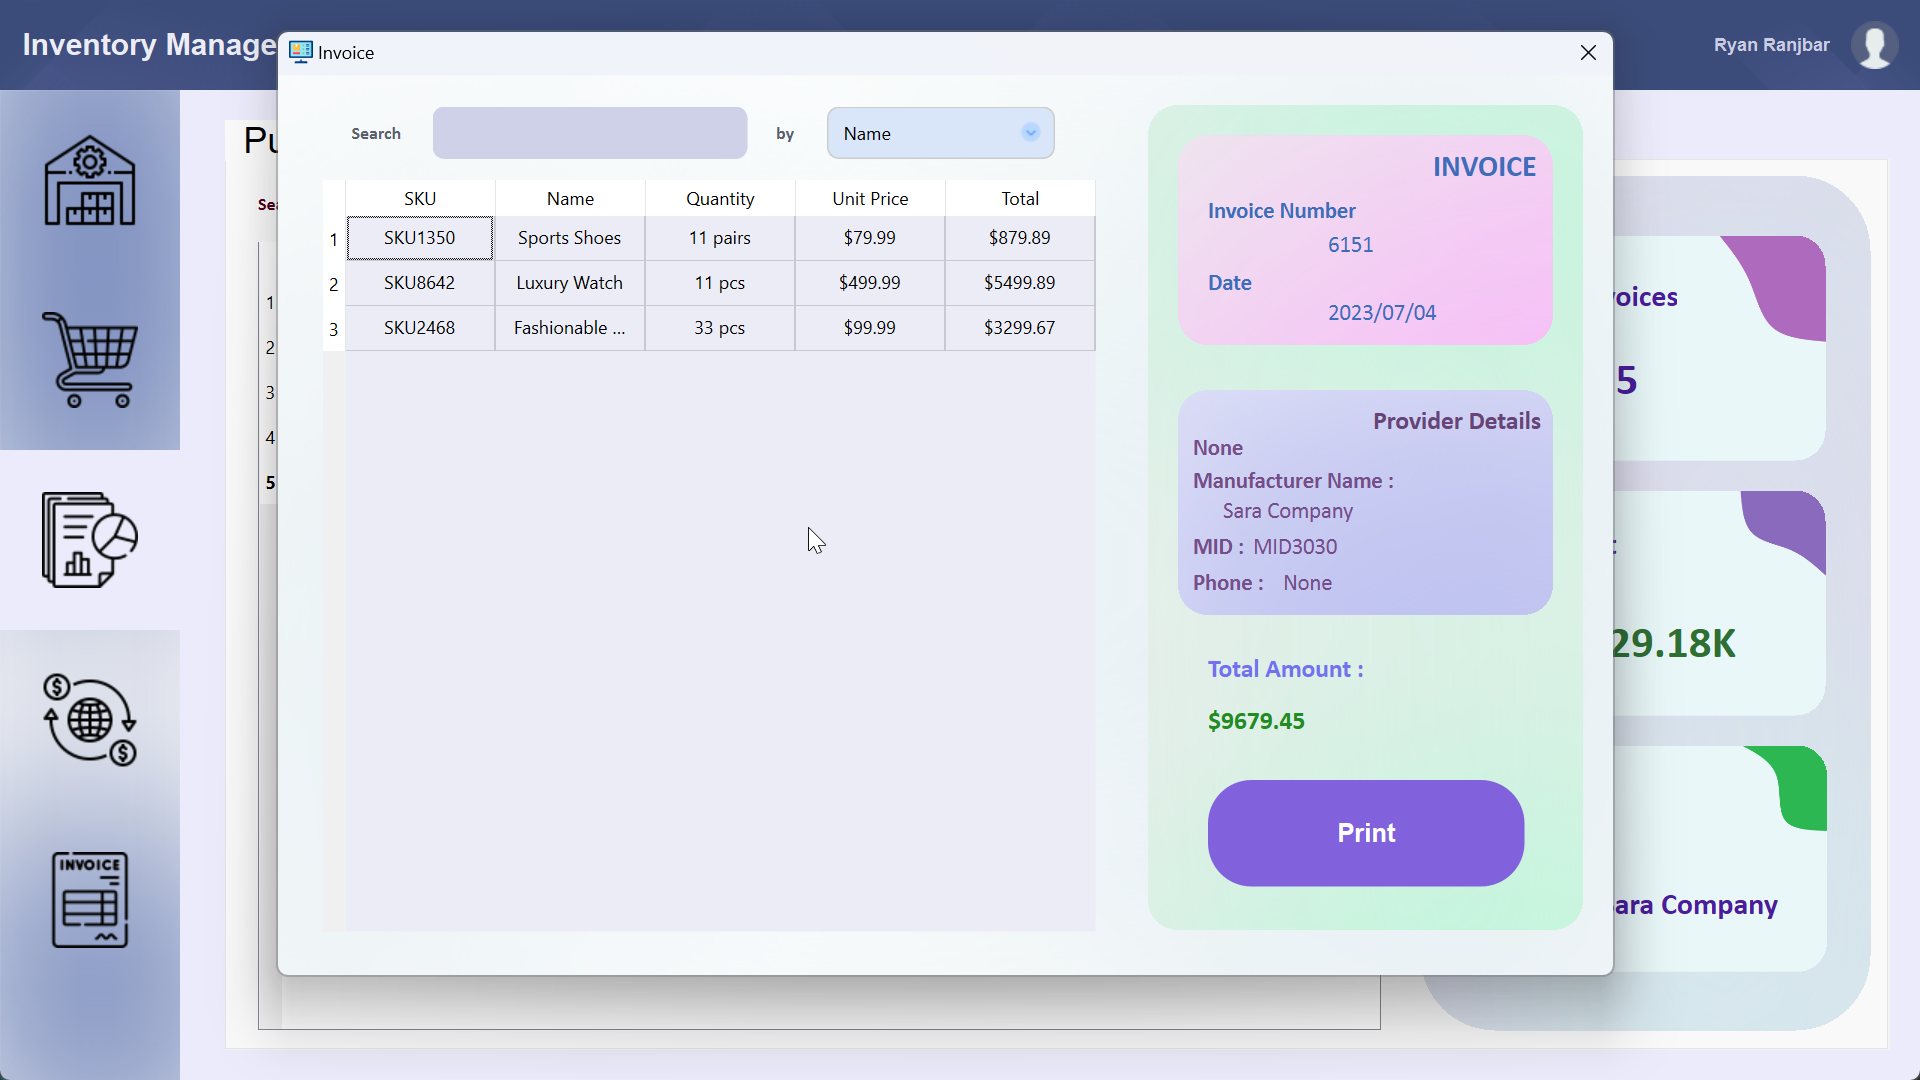 Inventory Manage
Ryan Ranjbar
Invoice
Search
by
Name
SKU Name Quantity Unit Price Total
1 SKU1350 Sports Shoes 11 pairs $79.99 $879.89
2 SKU8642 Luxury Watch 11 pcs $499.99 $5499.89
3 SKU2468 Fashionable ... 33 pcs $99.99 $3299.67
INVOICE
Invoice Number
6151
Date
2023/07/04
Provider Details
None
Manufacturer Name :
Sara Company
MID : MID3030
Phone : None
Total Amount :
$9679.45
Print
Pu
Sea
1
2
3
4
5
voices
5
29.18K
Sara Company
INVOICE